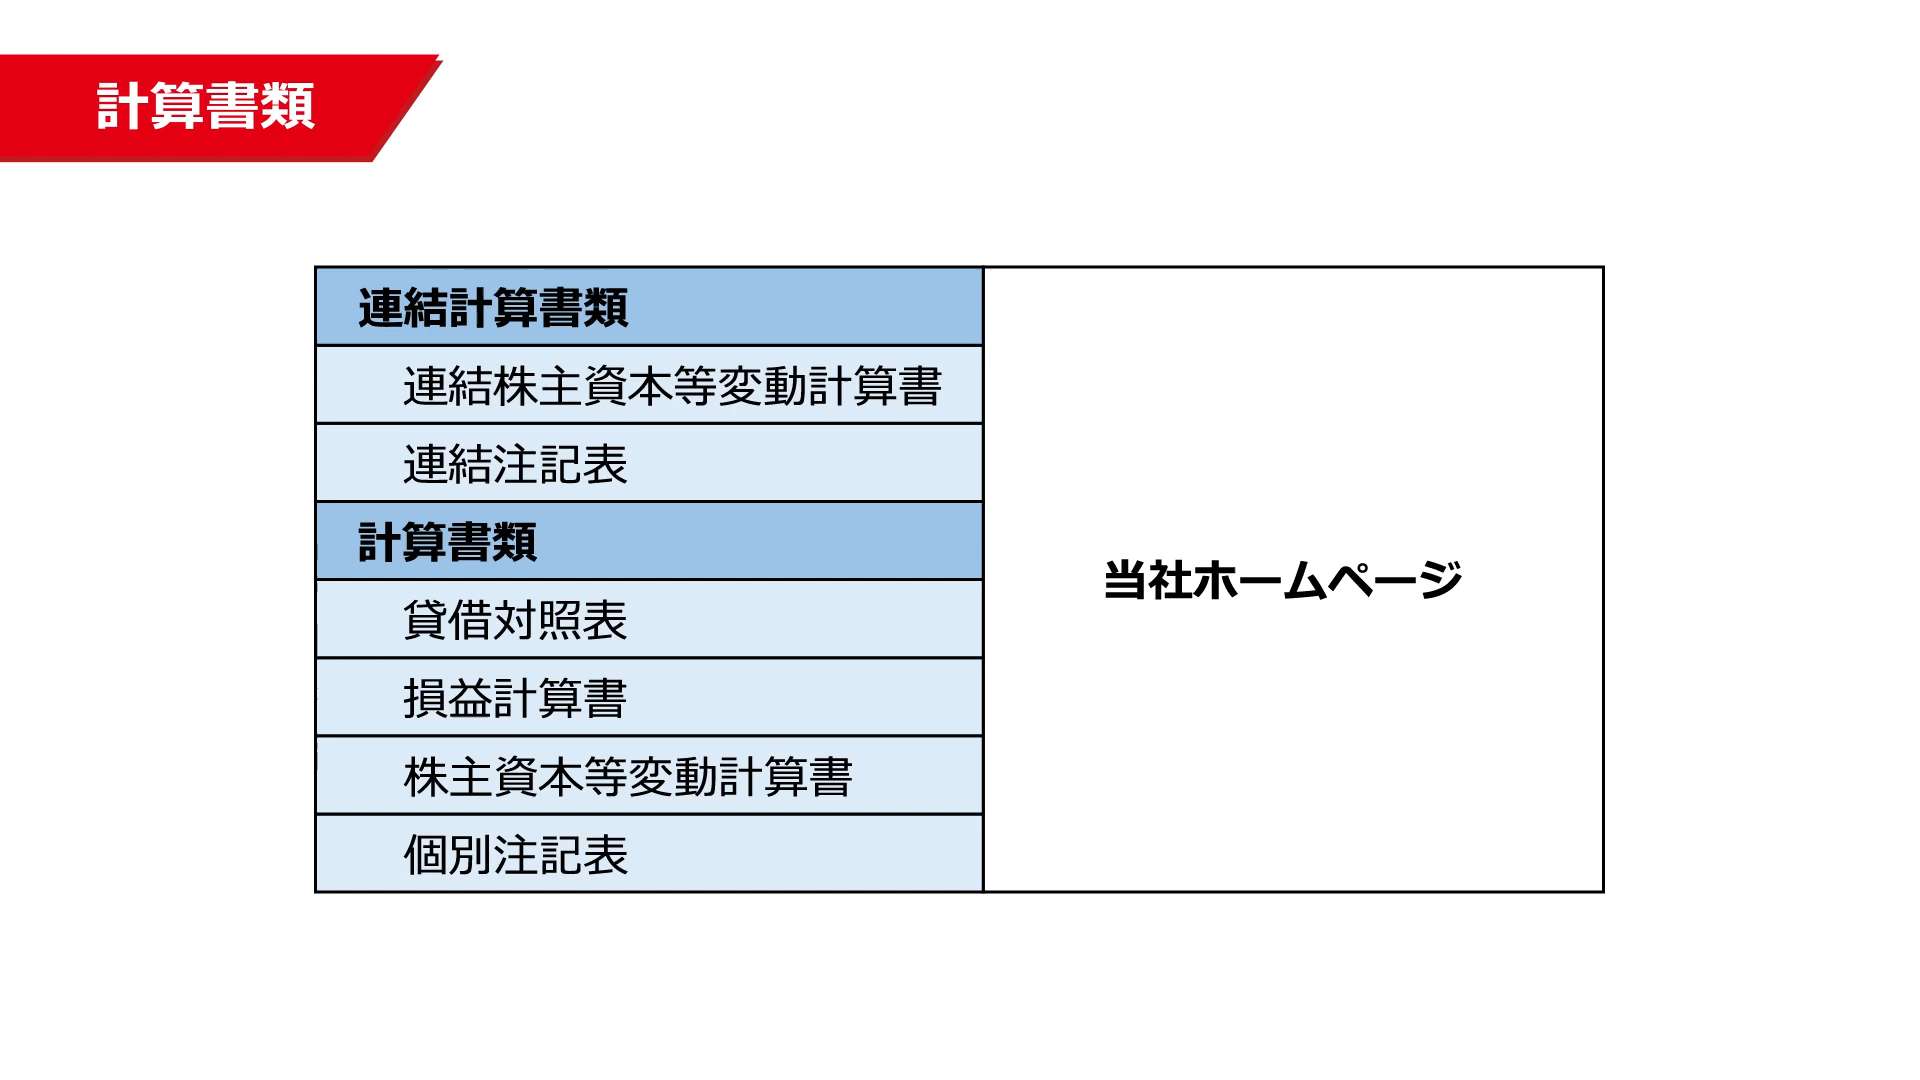 計算書類
連結計算書類
連結株主資本等変動計算書
連結注記表
計算書類
貸借対照表
損益計算書
株主資本等変動計算書
個別注記表
当社ホームページ